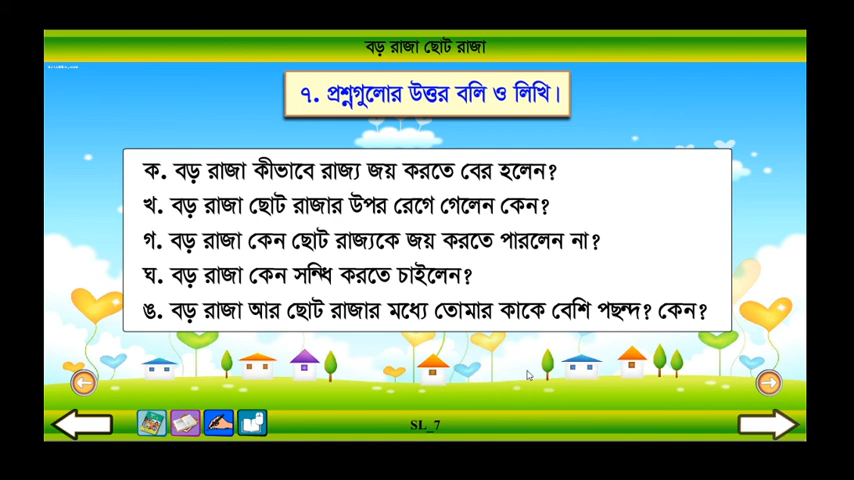 বড় রাজা ছোট রাজা
৭. প্রশ্নগুলোর উত্তর বলি ও লিখি।
ক. বড় রাজা কীভাবে রাজ্য জয় করতে বের হলেন?
খ. বড় রাজা ছোট রাজার উপর রেগে গেলেন কেন?
গ. বড় রাজা কেন ছোট রাজ্যকে জয় করতে পারলেন না?
ঘ. বড় রাজা কেন সন্ধি করতে চাইলেন?
ঙ. বড় রাজা আর ছোট রাজার মধ্যে তোমার কাকে বেশি পছন্দ? কেন?
SL_7